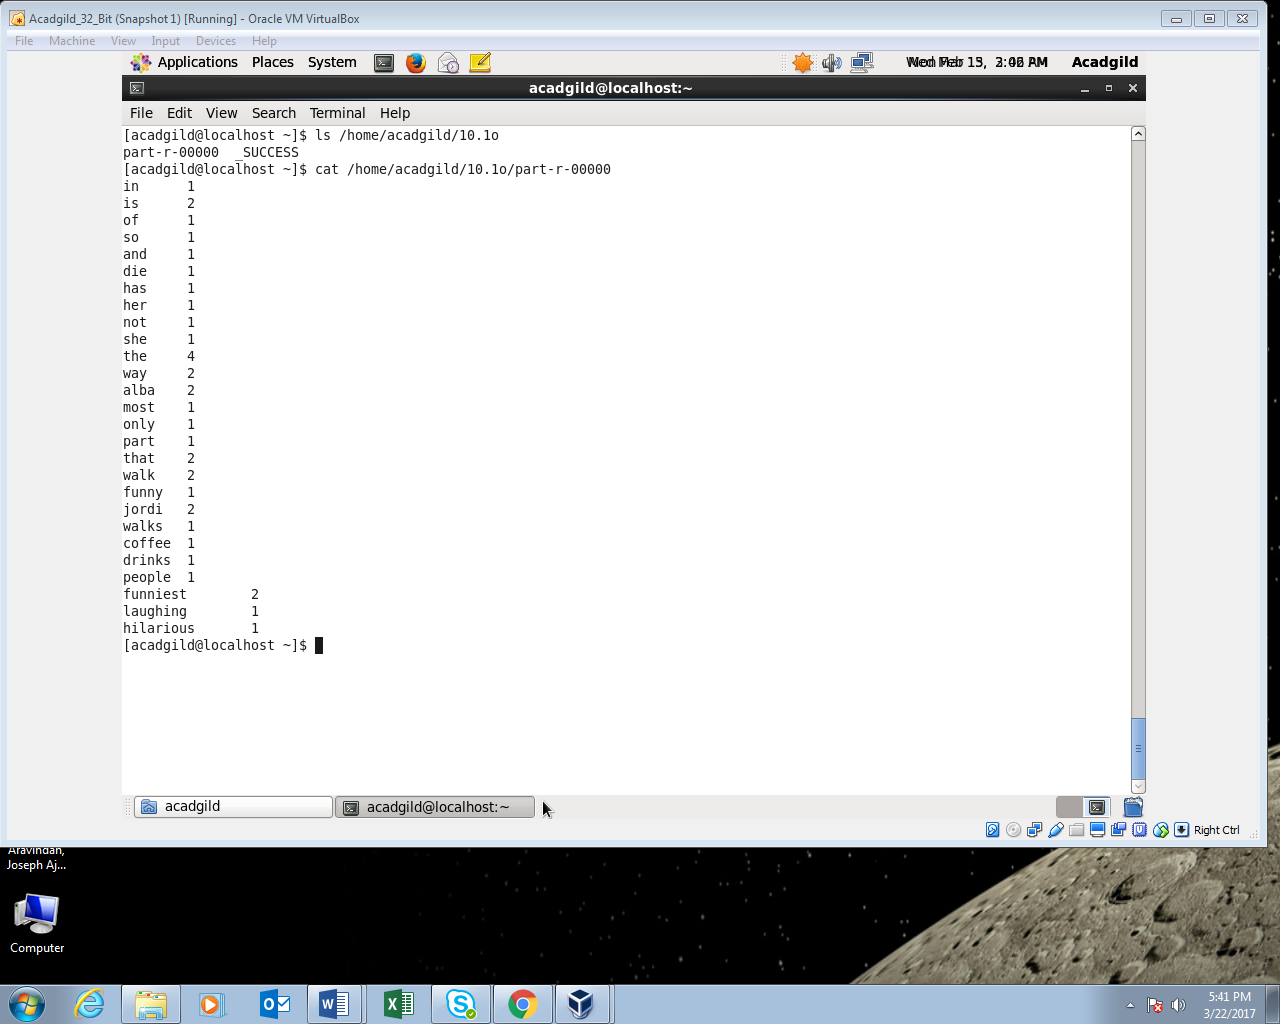 Acadgild_32_Bit (Snapshot 1) [Running] - Oracle VM VirtualBox
File Machine View Input Devices Help
Applications Places System Acadgild
acadgild@localhost:~
File Edit View Search Terminal Help
[acadgild@localhost ~]$ ls /home/acadgild/10.1o
part-r-00000  _SUCCESS
[acadgild@localhost ~]$ cat /home/acadgild/10.1o/part-r-00000
in 1
is 2
of 1
so 1
and 1
die 1
has 1
her 1
not 1
she 1
the 4
way 2
alba 2
most 1
only 1
part 1
that 2
walk 2
funny 1
jordi 2
walks 1
coffee 1
drinks 1
people 1
funniest 2
laughing 1
hilarious 1
[acadgild@localhost ~]$
acadgild acadgild@localhost:~
Right Ctrl
Aravindan,
Joseph Aj...
Computer
5:41 PM
3/22/2017